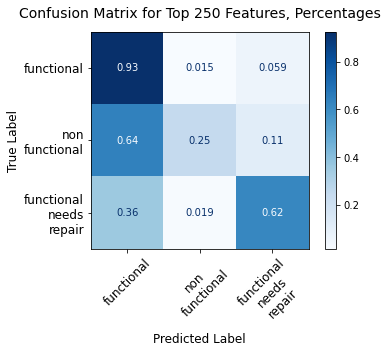 Confusion Matrix for Top 250 Features, Percentages
functional
0.93
0.015
0.059
non
functional
0.64
0.25
0.11
functional
needs
repair
0.36
0.019
0.62
True Label
0.8
0.6
0.4
0.2
functional
non
functional
functional
needs
repair
Predicted Label